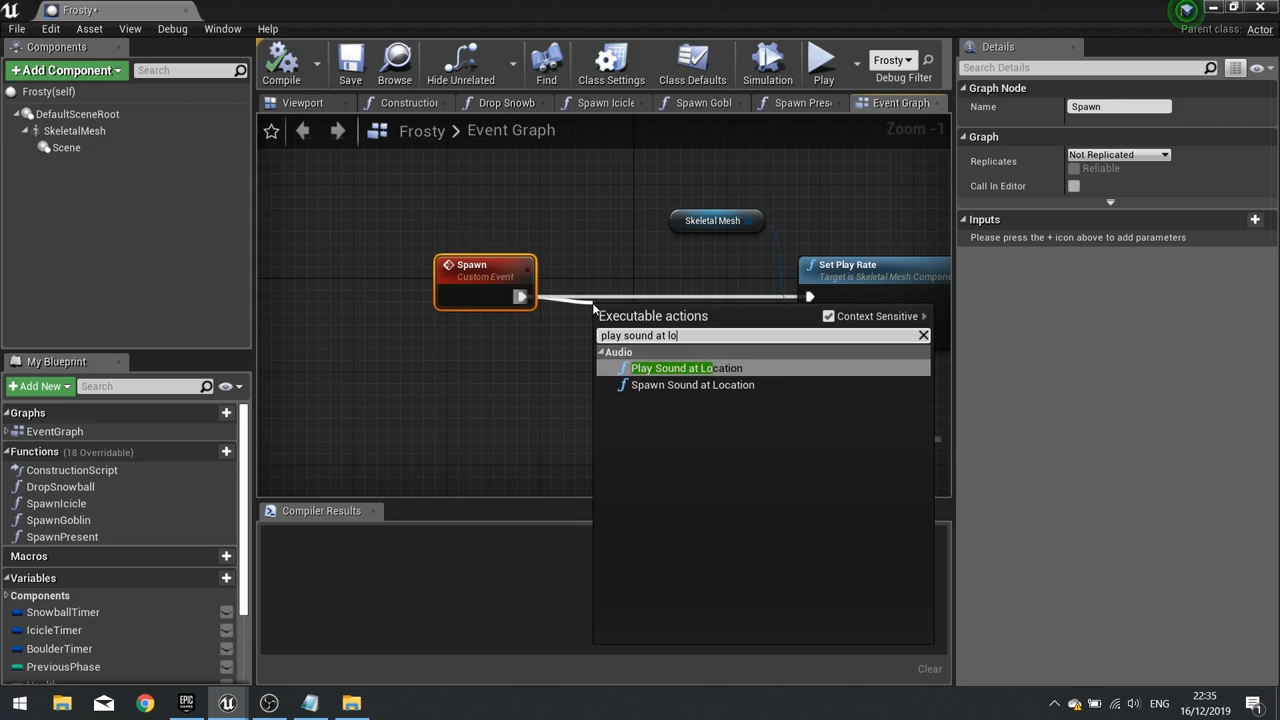 Frosty*
File Edit Asset View Debug Window Help
Parent class: Actor
Components
+ Add Component
Search
Frosty(self)
DefaultSceneRoot
SkeletalMesh
Scene
My Blueprint
+ Add New
Search
Graphs
EventGraph
Functions (18 Overridable)
ConstructionScript
DropSnowball
SpawnIcicle
SpawnGoblin
SpawnPresent
Macros
Variables
Components
SnowballTimer
IcicleTimer
BoulderTimer
PreviousPhase
Compile
Save
Browse
Hide Unrelated
Find
Class Settings
Class Defaults
Simulation
Play
Frosty
Debug Filter
Viewport
Constructior
Drop Snowb
Spawn Icicle
Spawn Gobl
Spawn Pres
Event Graph
Frosty > Event Graph
Zoom -1
Skeletal Mesh
Spawn
Custom Event
Set Play Rate
Target is Skeletal Mesh Compone
Executable actions
Context Sensitive
play sound at lo
Audio
Play Sound at Location
Spawn Sound at Location
Compiler Results
Clear
Details
Search Details
Graph Node
Name Spawn
Graph
Replicates Not Replicated
Reliable
Call In Editor
Inputs
Please press the + icon above to add parameters
EPIC
GAMES
ENG
22:35
16/12/2019